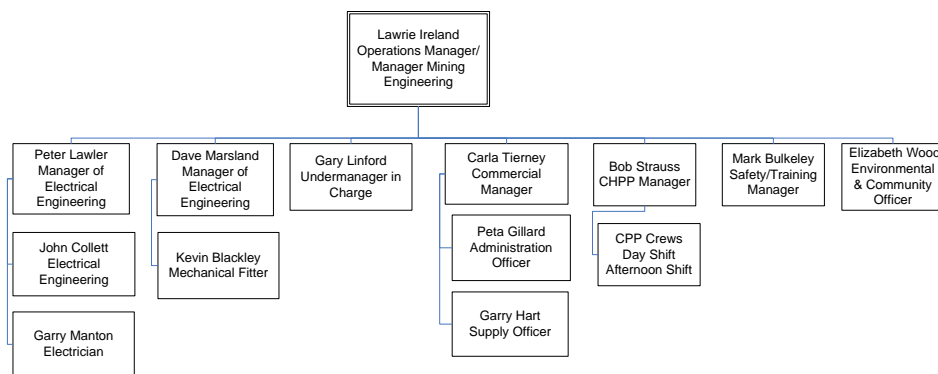 Lawrie Ireland
Operations Manager/
Manager Mining
Engineering
Peter Lawler
Manager of
Electrical
Engineering
Dave Marsland
Manager of
Electrical
Engineering
Gary Linford
Undermanager in
Charge
Carla Tierney
Commercial
Manager
Bob Strauss
CHPP Manager
Mark Bulkeley
Safety/Training
Manager
Elizabeth Wood
Environmental
& Community
Officer
John Collett
Electrical
Engineering
Kevin Blackley
Mechanical Fitter
Peta Gillard
Administration
Officer
CPP Crews
Day Shift
Afternoon Shift
Garry Manton
Electrician
Garry Hart
Supply Officer